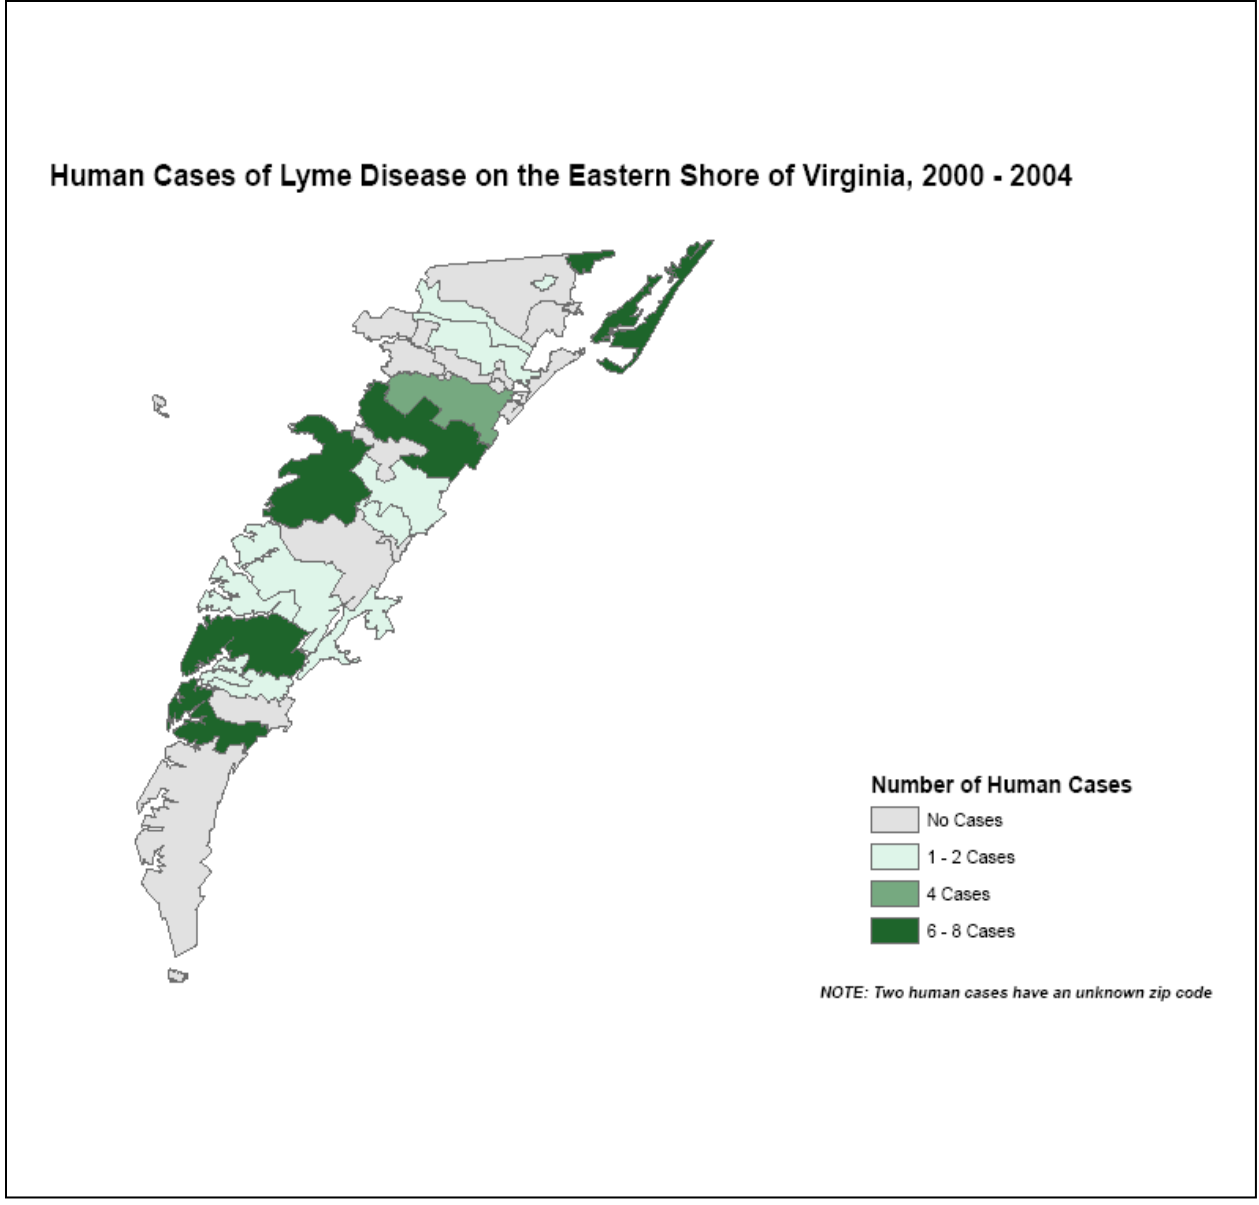 Human Cases of Lyme Disease on the Eastern Shore of Virginia, 2000 - 2004
Number of Human Cases
No Cases
1 - 2 Cases
4 Cases
6 - 8 Cases
NOTE: Two human cases have an unknown zip code